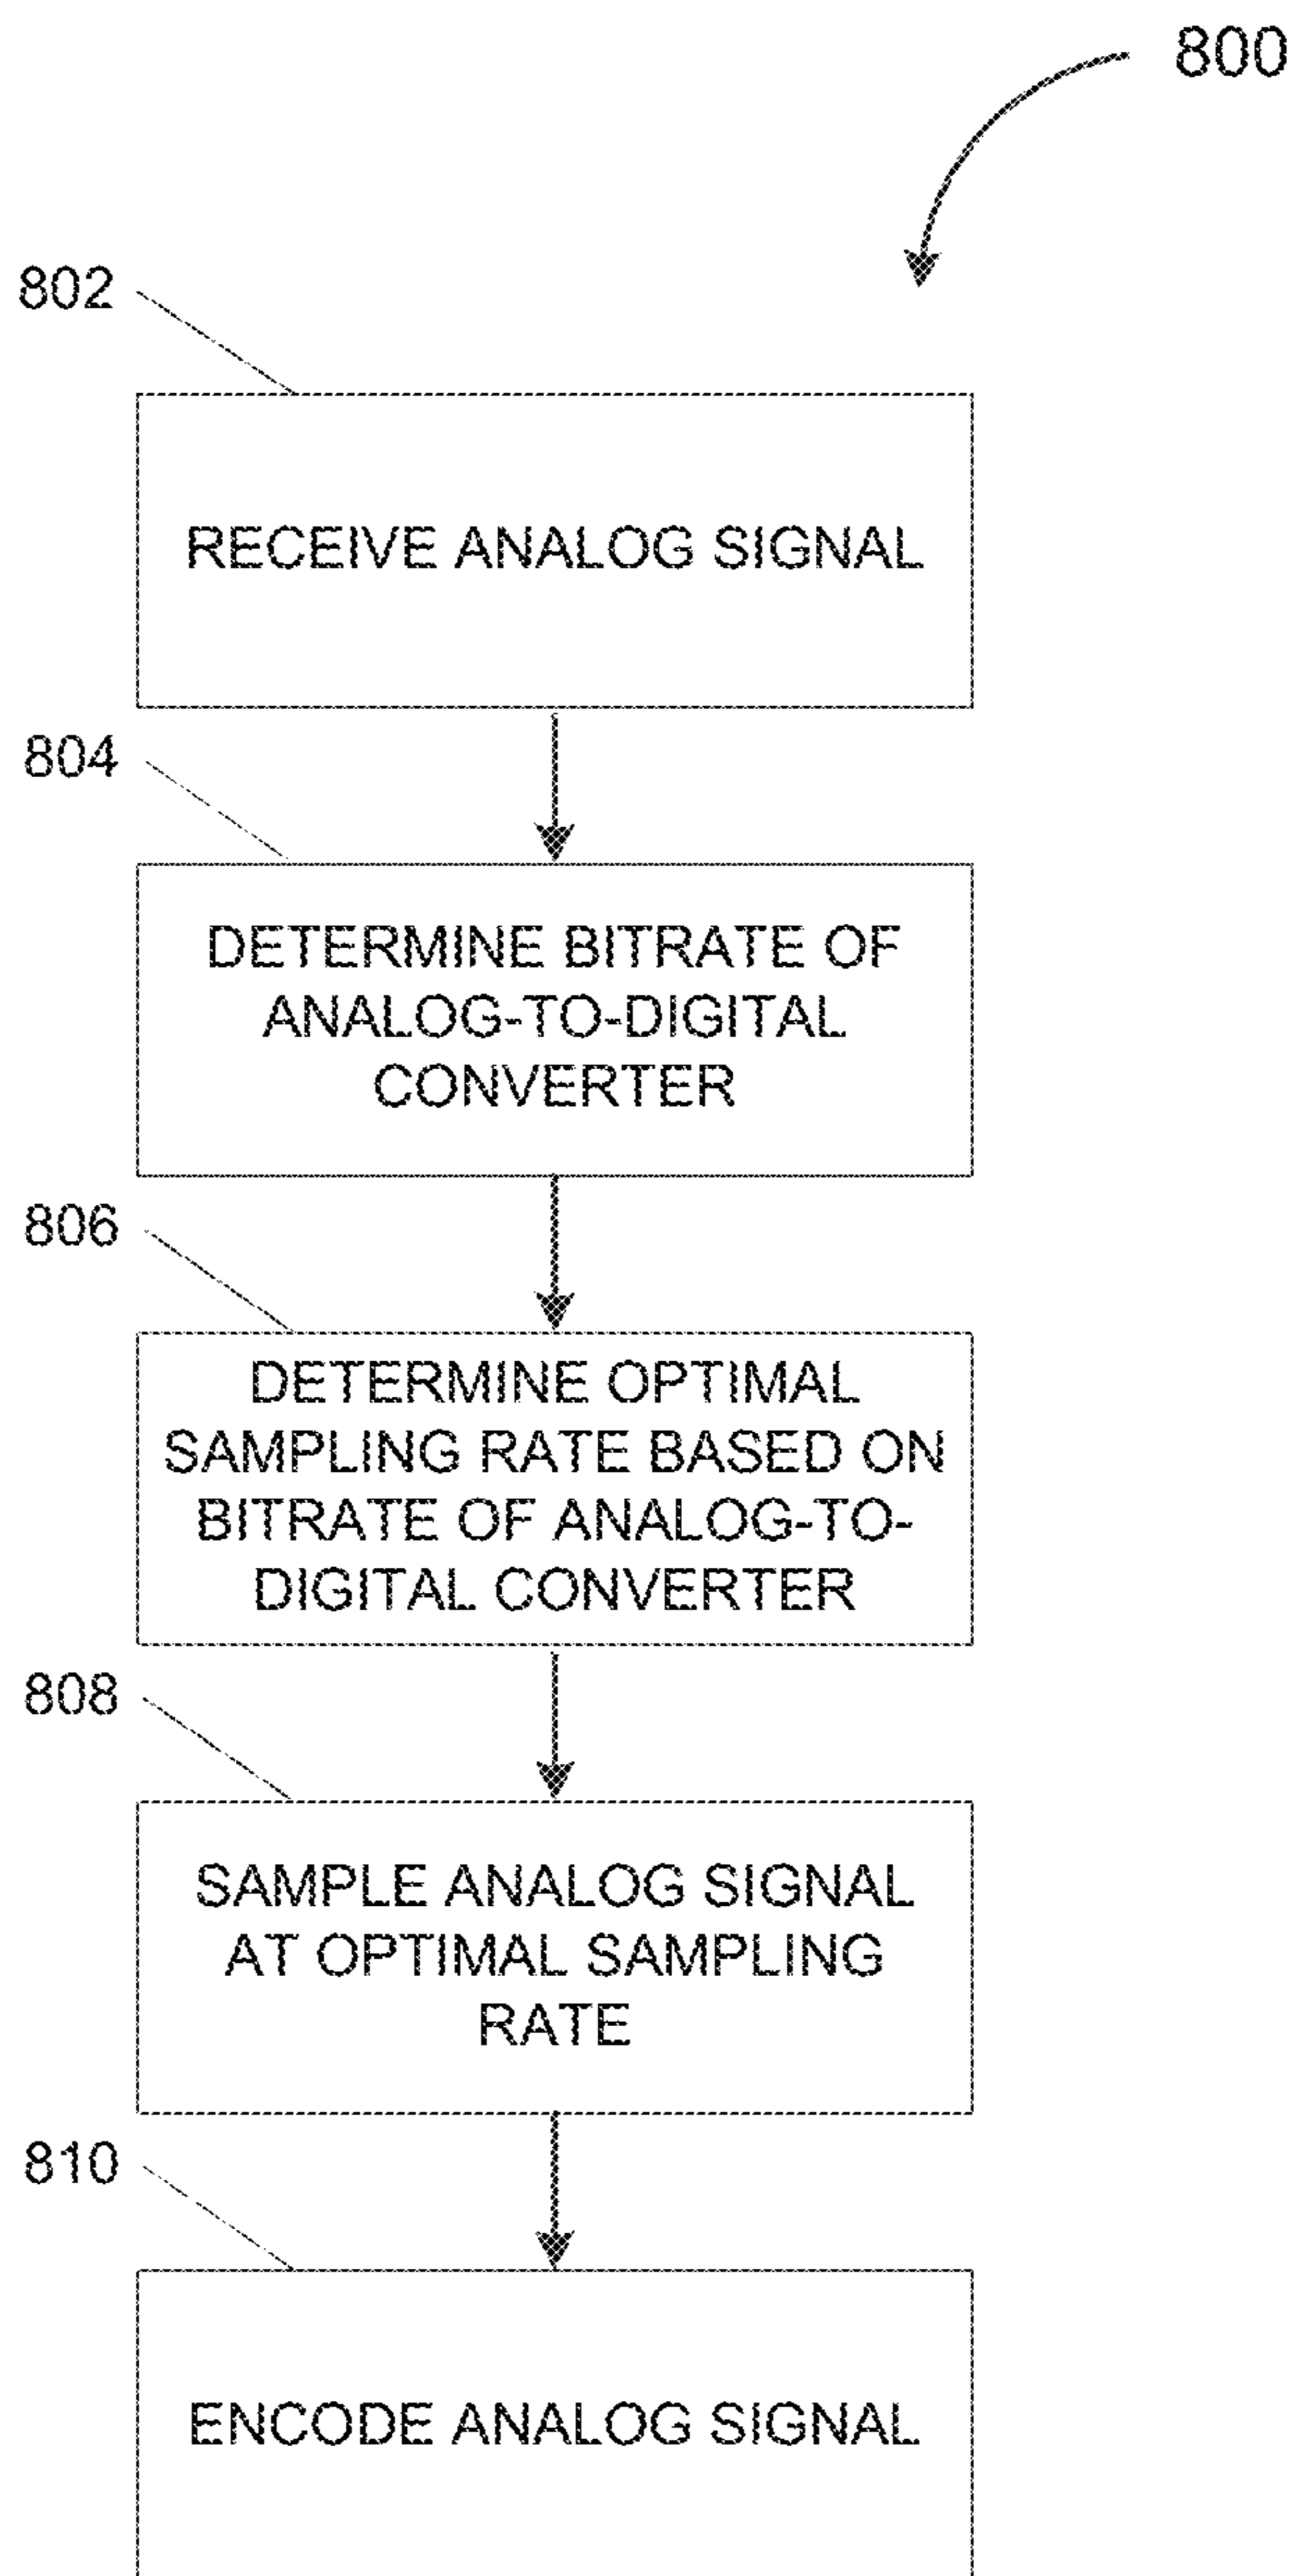 800
802
RECEIVE ANALOG SIGNAL
804
DETERMINE BITRATE OF
ANALOG-TO-DIGITAL
CONVERTER
806
DETERMINE OPTIMAL
SAMPLING RATE BASED ON
BITRATE OF ANALOG-TO-
DIGITAL CONVERTER
808
SAMPLE ANALOG SIGNAL
AT OPTIMAL SAMPLING
RATE
810
ENCODE ANALOG SIGNAL